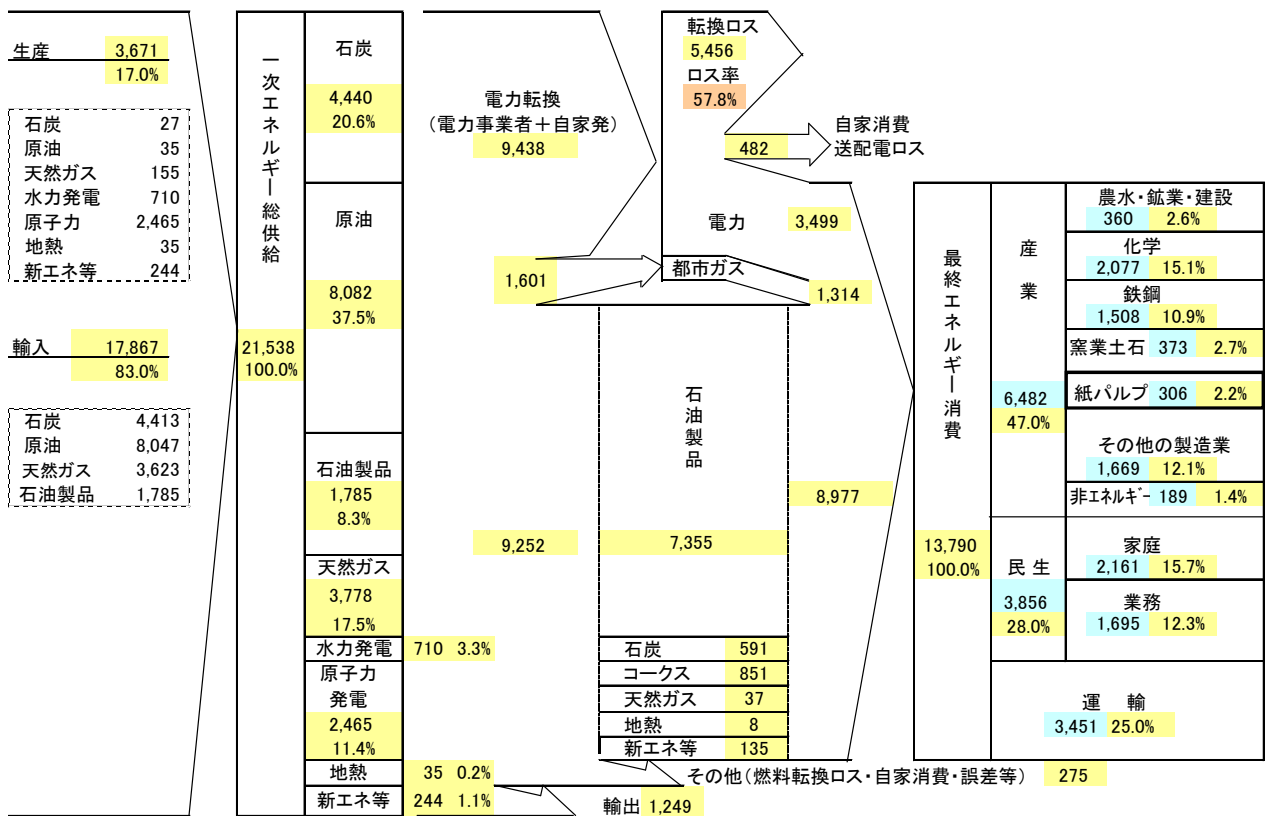 生産 3,671
17.0%
石炭 27
原油 35
天然ガス 155
水力発電 710
原子力 2,465
地熱 35
新エネ等 244
輸入 17,867
83.0%
石炭 4,413
原油 8,047
天然ガス 3,623
石油製品 1,785
一次エネルギー総供給
21,538
100.0%
石炭
4,440
20.6%
原油
8,082
37.5%
石油製品
1,785
8.3%
天然ガス
3,778
17.5%
水力発電 710 3.3%
原子力
発電
2,465
11.4%
地熱 35 0.2%
新エネ等 244 1.1%
電力転換
（電力事業者＋自家発）
9,438
1,601
9,252
輸出 1,249
転換ロス
5,456
ロス率
57.8%
482
自家消費
送配電ロス
電力 3,499
都市ガス
1,314
石油製品
7,355
8,977
石炭 591
コークス 851
天然ガス 37
地熱 8
新エネ等 135
その他（燃料転換ロス・自家消費・誤差等） 275
最終エネルギー消費
13,790
100.0%
産業
6,482
47.0%
農水・鉱業・建設
360 2.6%
化学
2,077 15.1%
鉄鋼
1,508 10.9%
窯業土石 373 2.7%
紙パルプ 306 2.2%
その他の製造業
1,669 12.1%
非エネルギー 189 1.4%
民生
3,856
28.0%
家庭
2,161 15.7%
業務
1,695 12.3%
運輸
3,451 25.0%